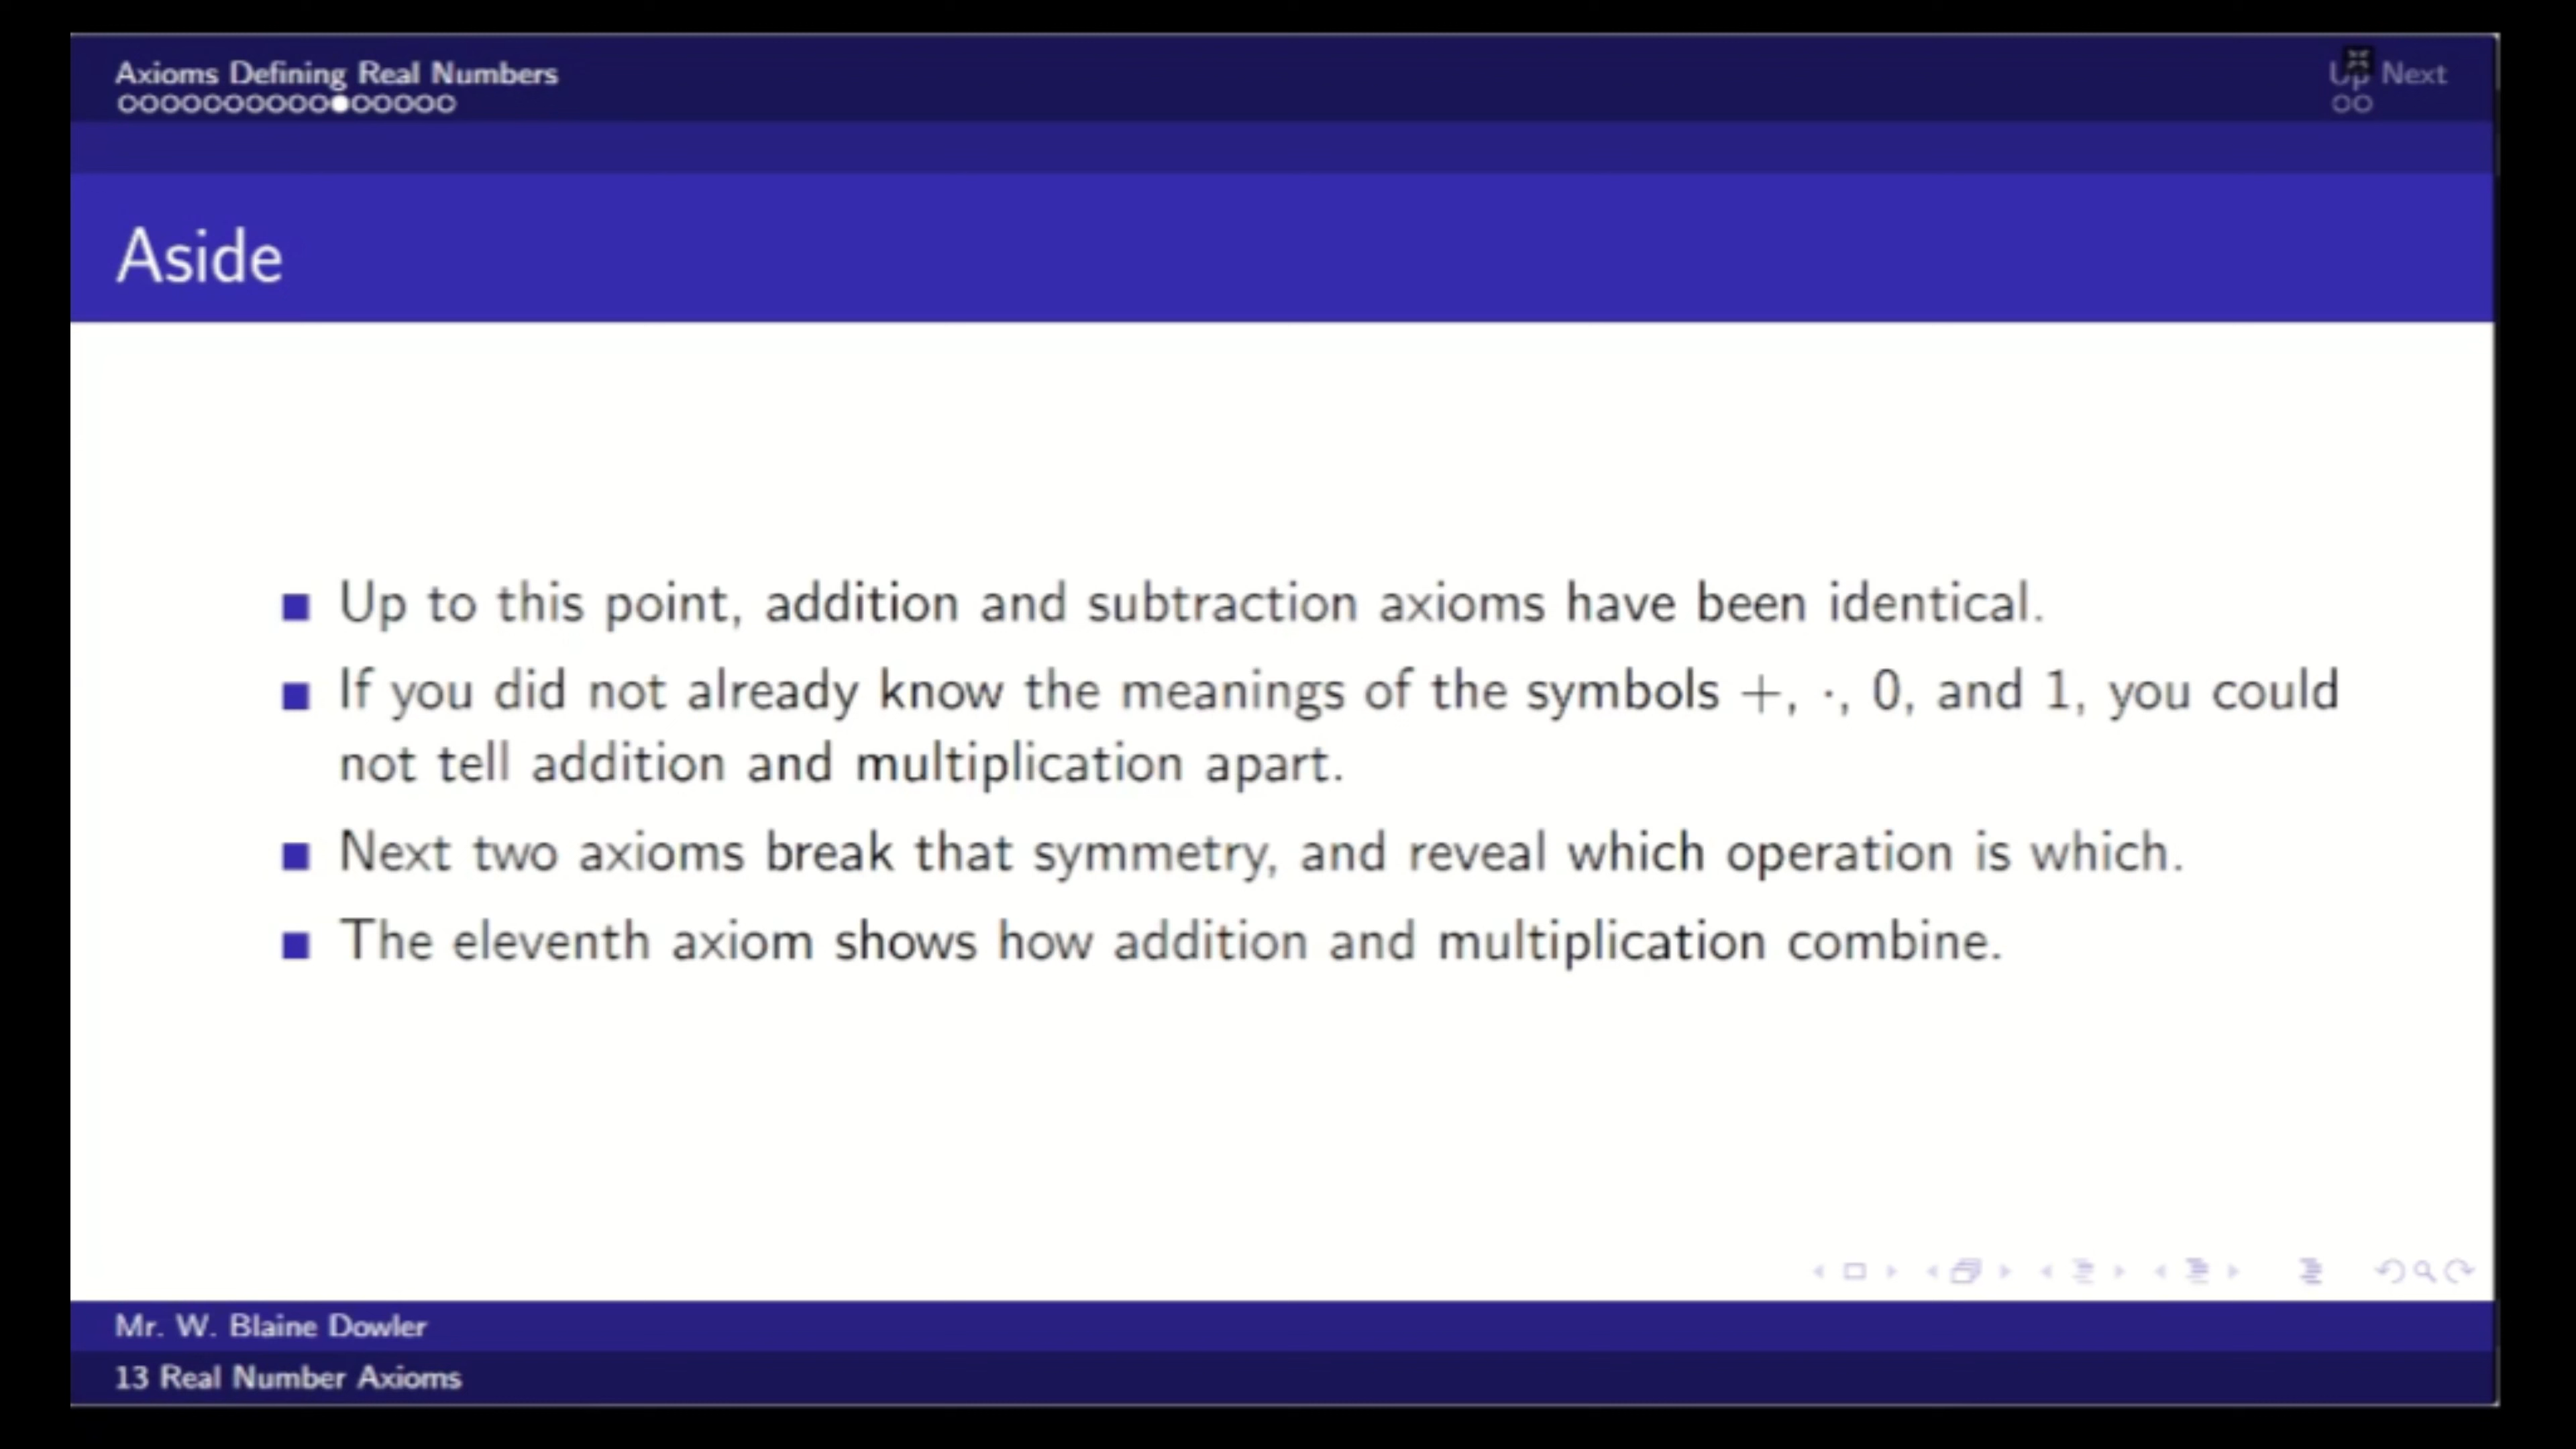 Axioms Defining Real Numbers
Up Next
Aside
Up to this point, addition and subtraction axioms have been identical.
If you did not already know the meanings of the symbols +, ·, 0, and 1, you could
not tell addition and multiplication apart.
Next two axioms break that symmetry, and reveal which operation is which.
The eleventh axiom shows how addition and multiplication combine.
Mr. W. Blaine Dowler
13 Real Number Axioms